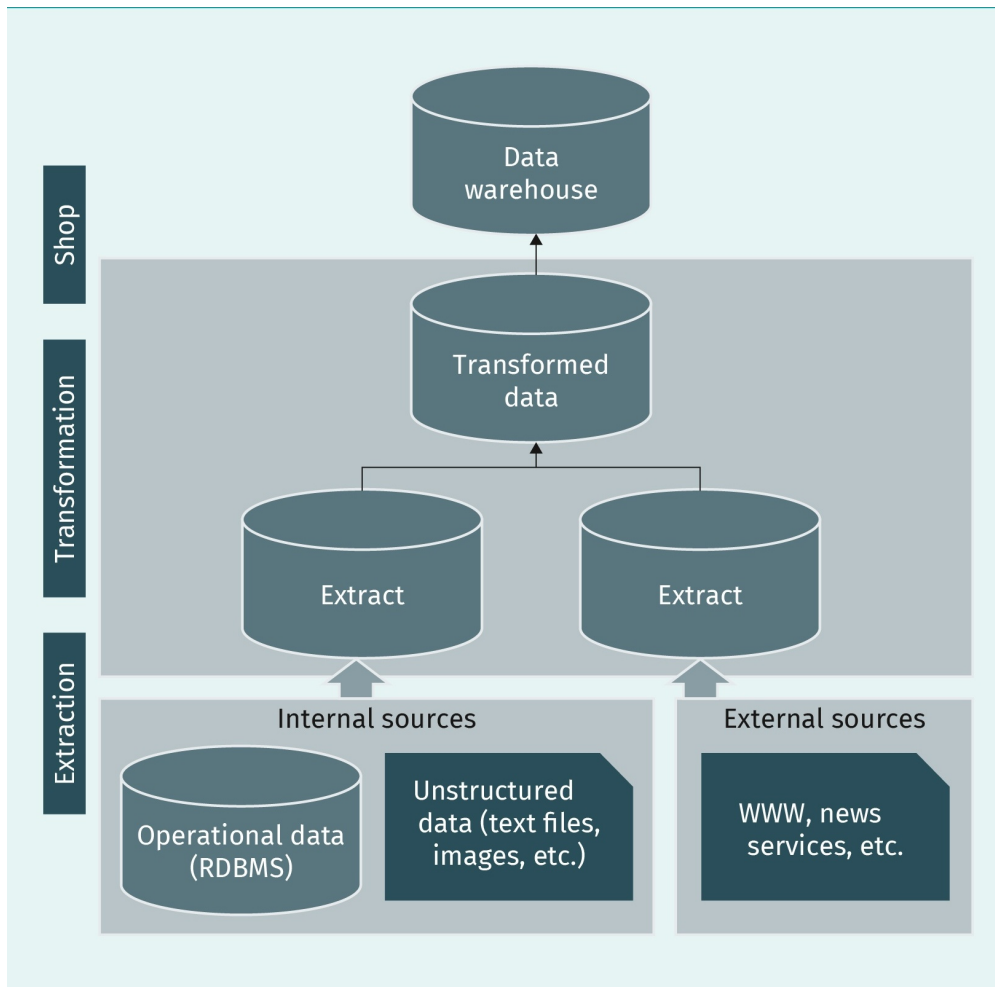 Data
warehouse
Shop
Transformed
data
Transformation
Extract
Extract
Extraction
Internal sources
Operational data
(RDBMS)
Unstructured
data (text files,
images, etc.)
External sources
WWW, news
services, etc.